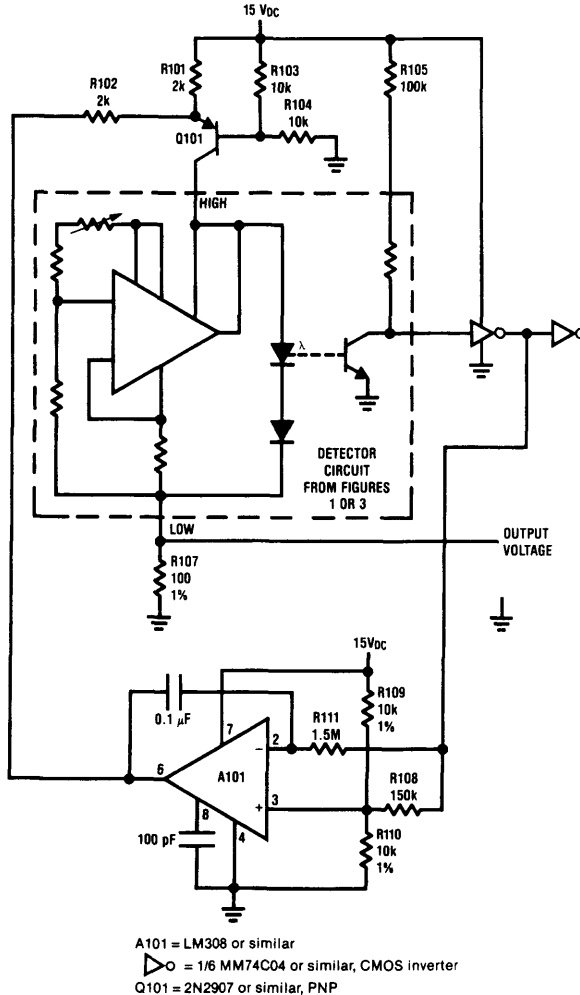 15 VDC
R102
2k
R101
2k
R103
10k
R104
10k
R105
100k
Q101
HIGH
λ
DETECTOR
CIRCUIT
FROM FIGURES
1 OR 3
LOW
OUTPUT
VOLTAGE
R107
100
1%
15VDC
0.1 μF
7
R109
10k
1%
R111
1.5M
2
−
6
A101
R108
150k
3
+
8
4
100 pF
R110
10k
1%
A101 = LM308 or similar
= 1/6 MM74C04 or similar, CMOS inverter
Q101 = 2N2907 or similar, PNP